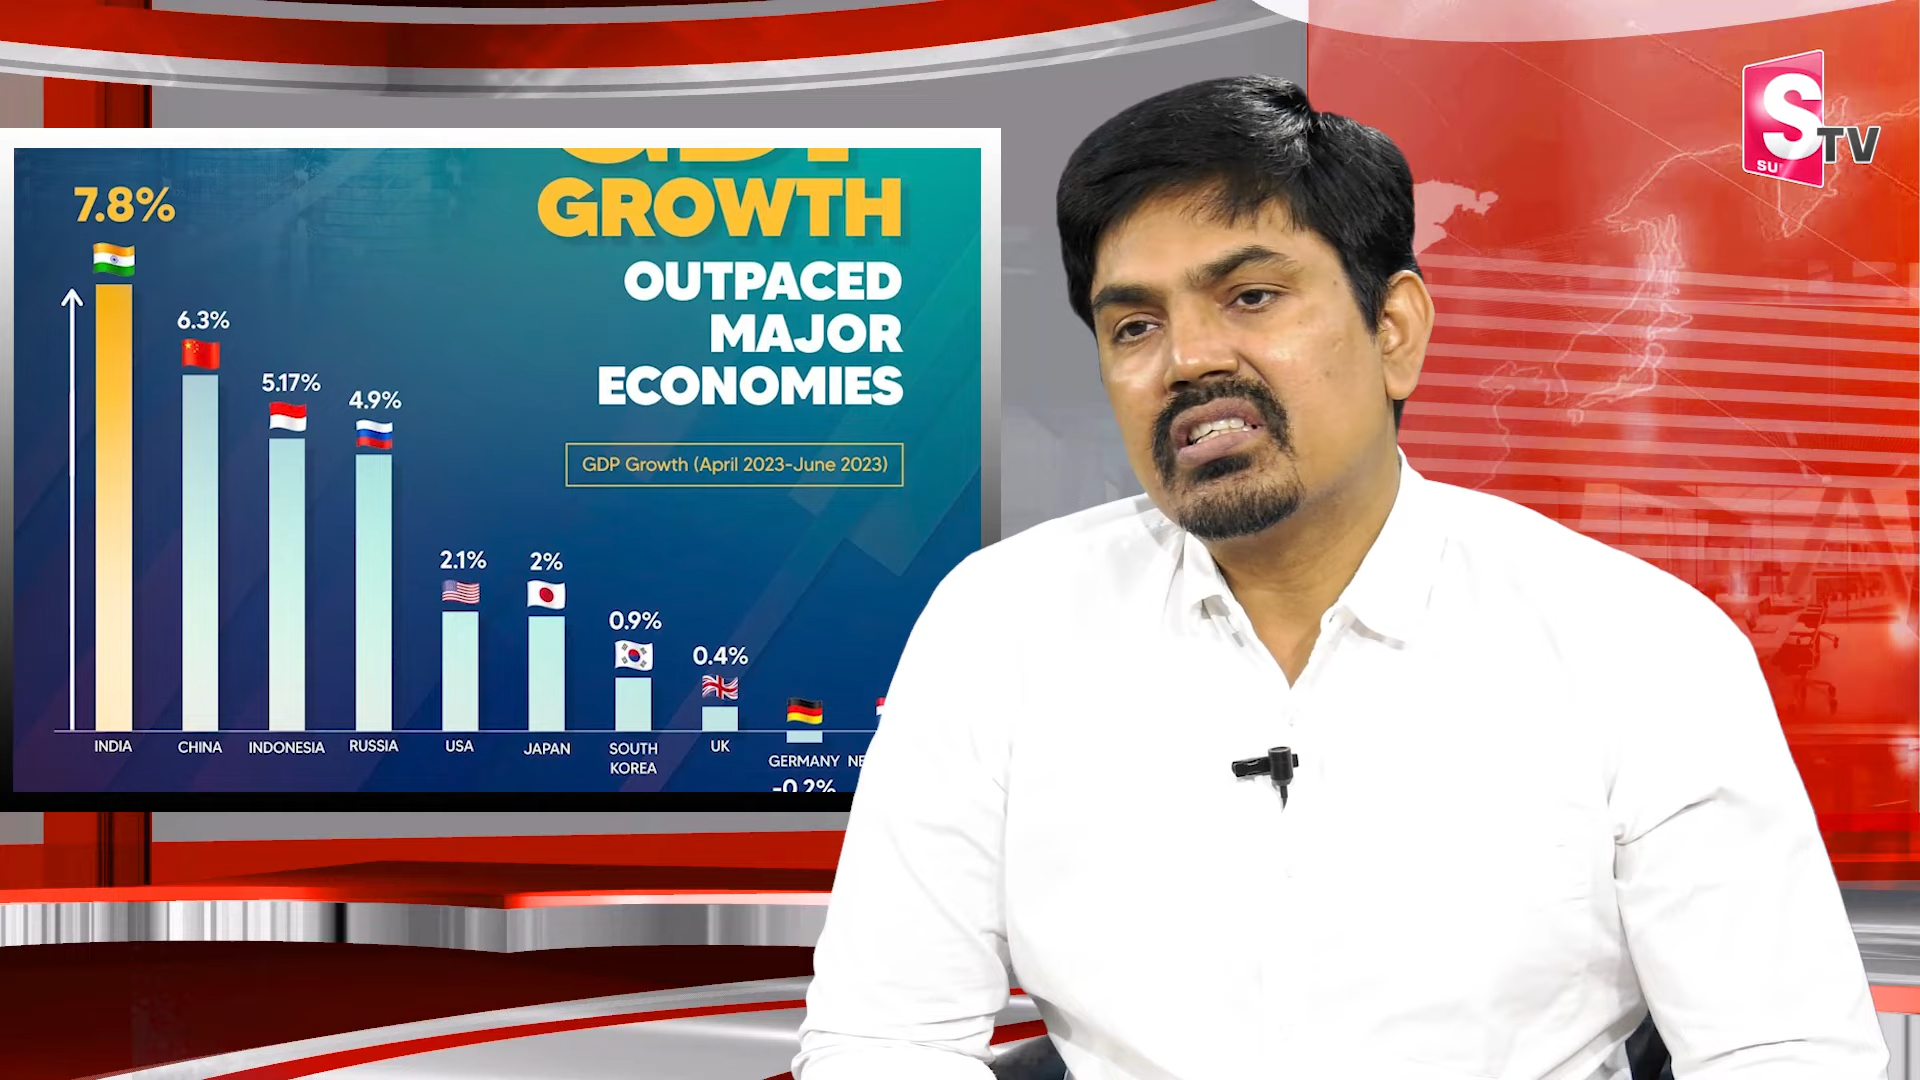 7.8%
GROWTH
OUTPACED
MAJOR
ECONOMIES
GDP Growth (April 2023-June 2023)
6.3%
5.17%
4.9%
2.1%
2%
0.9%
0.4%
INDIA
CHINA
INDONESIA
RUSSIA
USA
JAPAN
SOUTH
KOREA
UK
GERMANY
-0.2%
S
TV